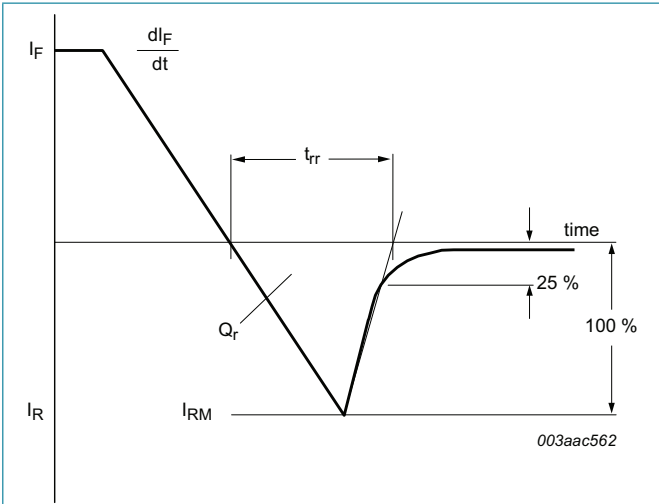 I_F
dI_F
dt
t_rr
time
25 %
Q_r
100 %
I_R
I_RM
003aac562